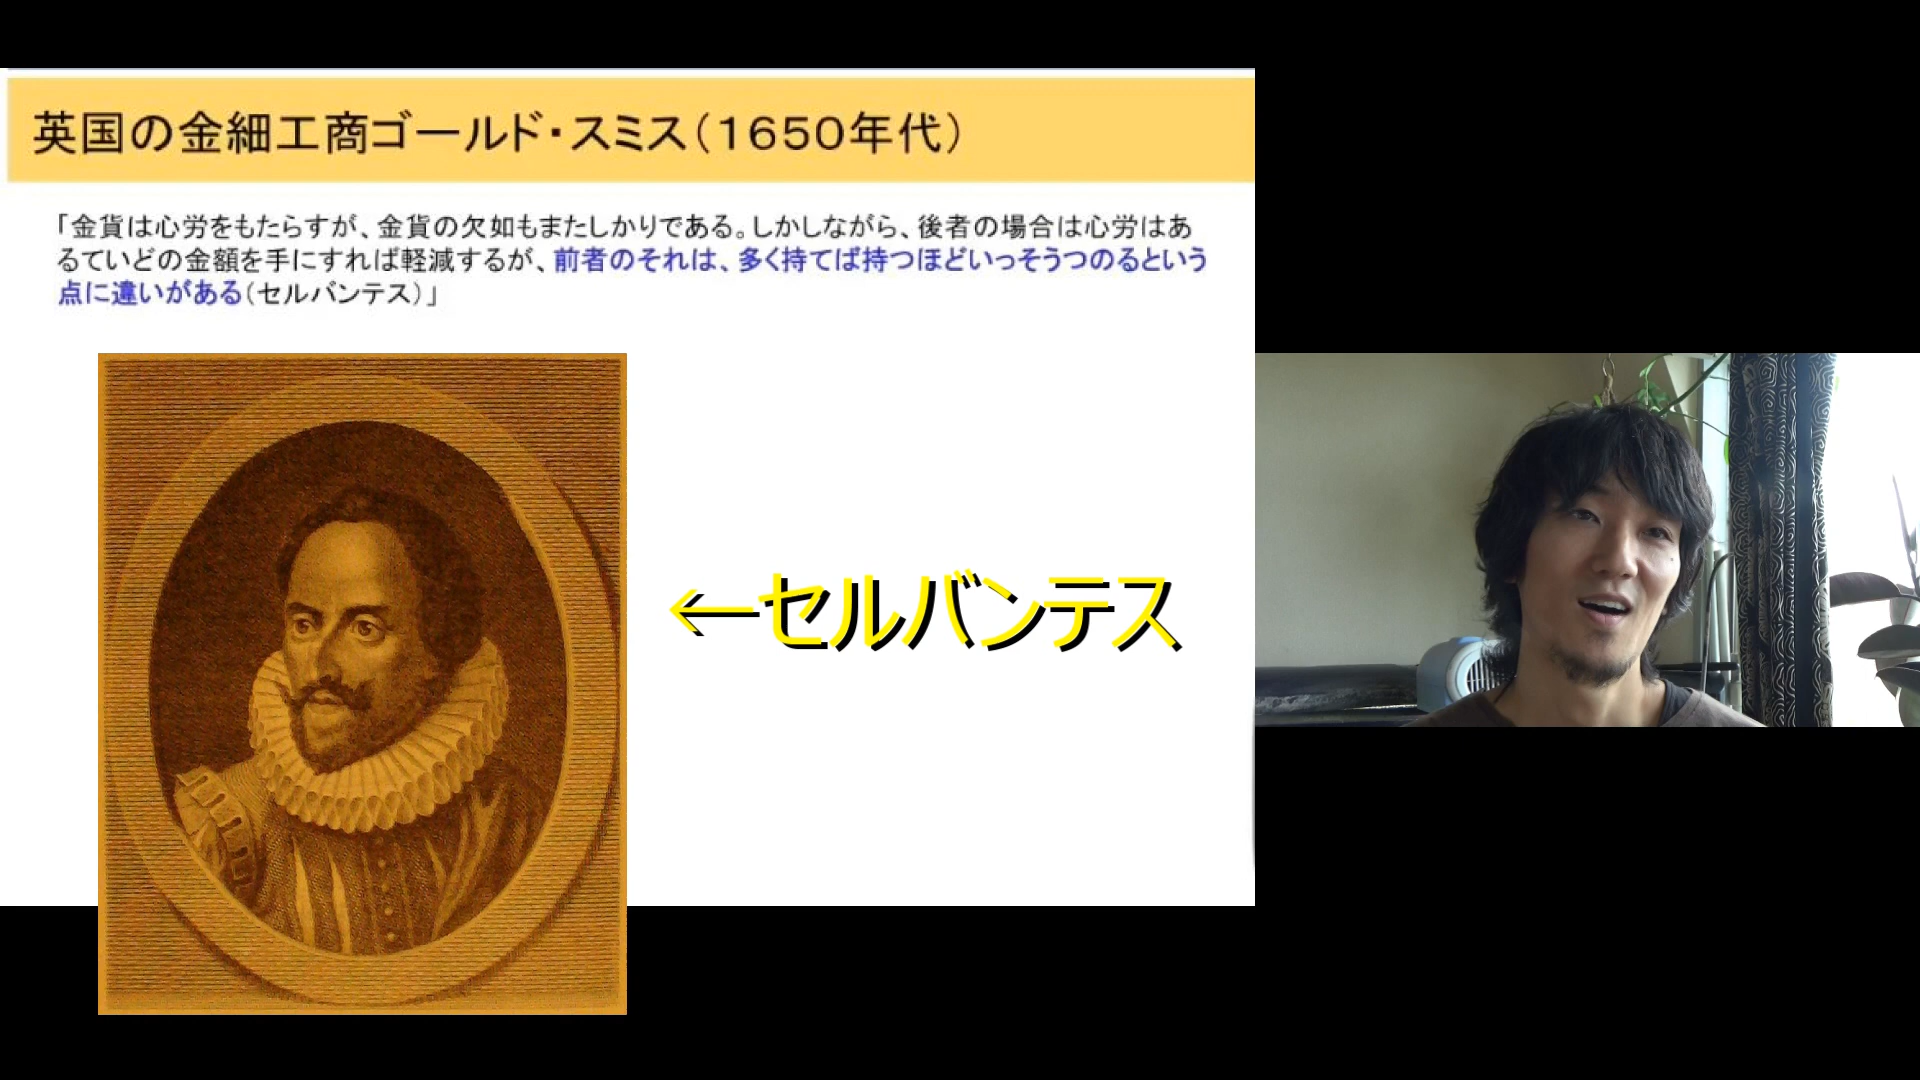 英国の金細工商ゴールド・スミス（１６５０年代）
「金貨は心労をもたらすが、金貨の欠如もまたしかりである。しかしながら、後者の場合は心労はあ
るていどの金額を手にすれば軽減するが、前者のそれは、多く持てば持つほどいっそうつのるという
点に違いがある（セルバンテス）」
←セルバンテス